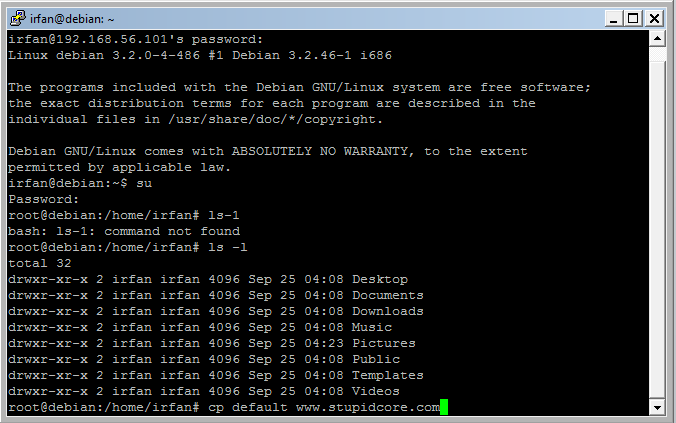 irfan@debian: ~
irfan@192.168.56.101's password:
Linux debian 3.2.0-4-486 #1 Debian 3.2.46-1 i686
The programs included with the Debian GNU/Linux system are free software;
the exact distribution terms for each program are described in the
individual files in /usr/share/doc/*/copyright.
Debian GNU/Linux comes with ABSOLUTELY NO WARRANTY, to the extent
permitted by applicable law.
irfan@debian:~$ su
Password:
root@debian:/home/irfan# ls-1
bash: ls-1: command not found
root@debian:/home/irfan# ls -l
total 32
drwxr-xr-x 2 irfan irfan 4096 Sep 25 04:08 Desktop
drwxr-xr-x 2 irfan irfan 4096 Sep 25 04:08 Documents
drwxr-xr-x 2 irfan irfan 4096 Sep 25 04:08 Downloads
drwxr-xr-x 2 irfan irfan 4096 Sep 25 04:08 Music
drwxr-xr-x 2 irfan irfan 4096 Sep 25 04:23 Pictures
drwxr-xr-x 2 irfan irfan 4096 Sep 25 04:08 Public
drwxr-xr-x 2 irfan irfan 4096 Sep 25 04:08 Templates
drwxr-xr-x 2 irfan irfan 4096 Sep 25 04:08 Videos
root@debian:/home/irfan# cp default www.stupidcore.com